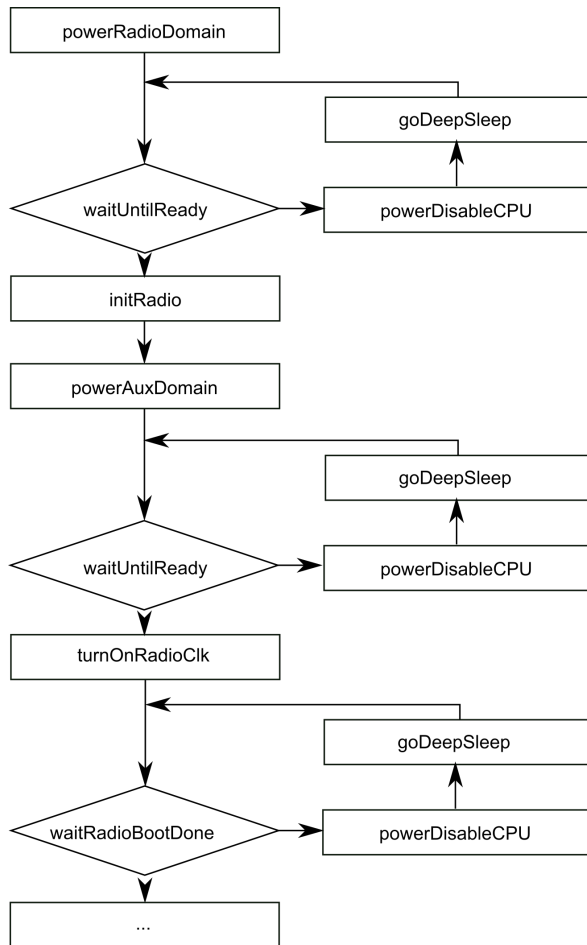 powerRadioDomain
goDeepSleep
waitUntilReady
powerDisableCPU
initRadio
powerAuxDomain
goDeepSleep
waitUntilReady
powerDisableCPU
turnOnRadioClk
goDeepSleep
waitRadioBootDone
powerDisableCPU
...